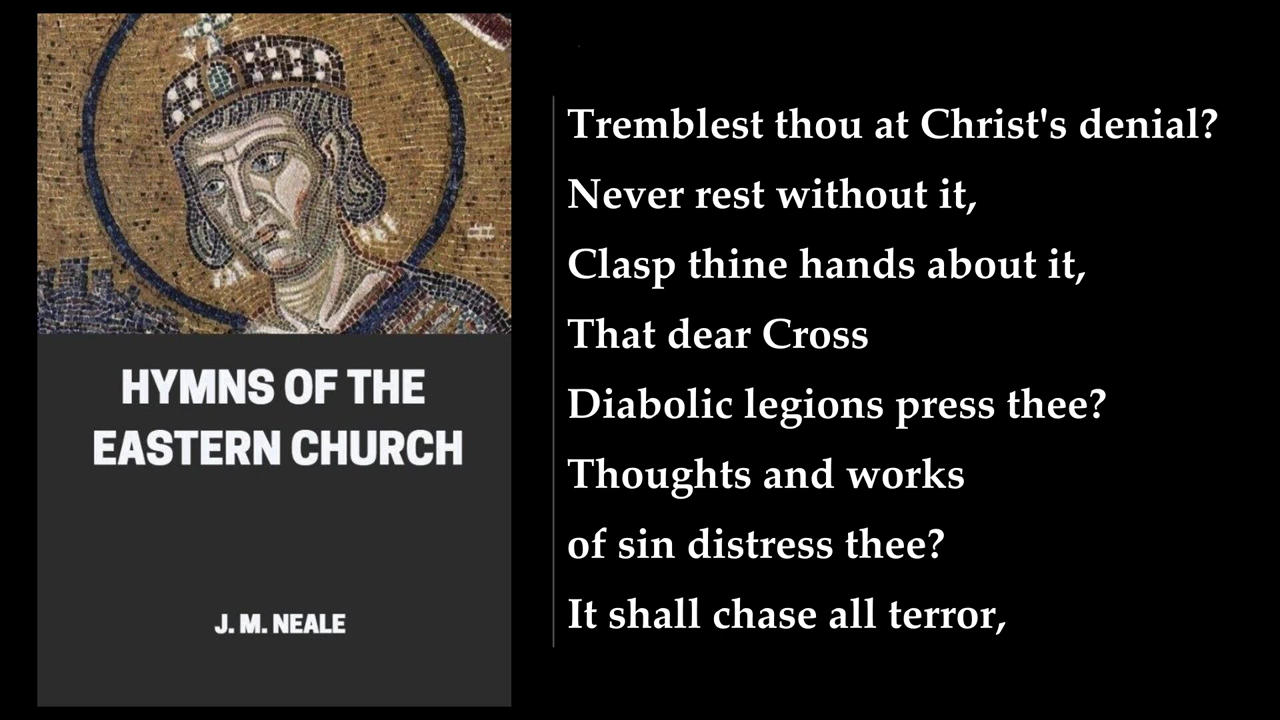 HYMNS OF THE
EASTERN CHURCH
J. M. NEALE
Tremblest thou at Christ's denial?
Never rest without it,
Clasp thine hands about it,
That dear Cross
Diabolic legions press thee?
Thoughts and works
of sin distress thee?
It shall chase all terror,